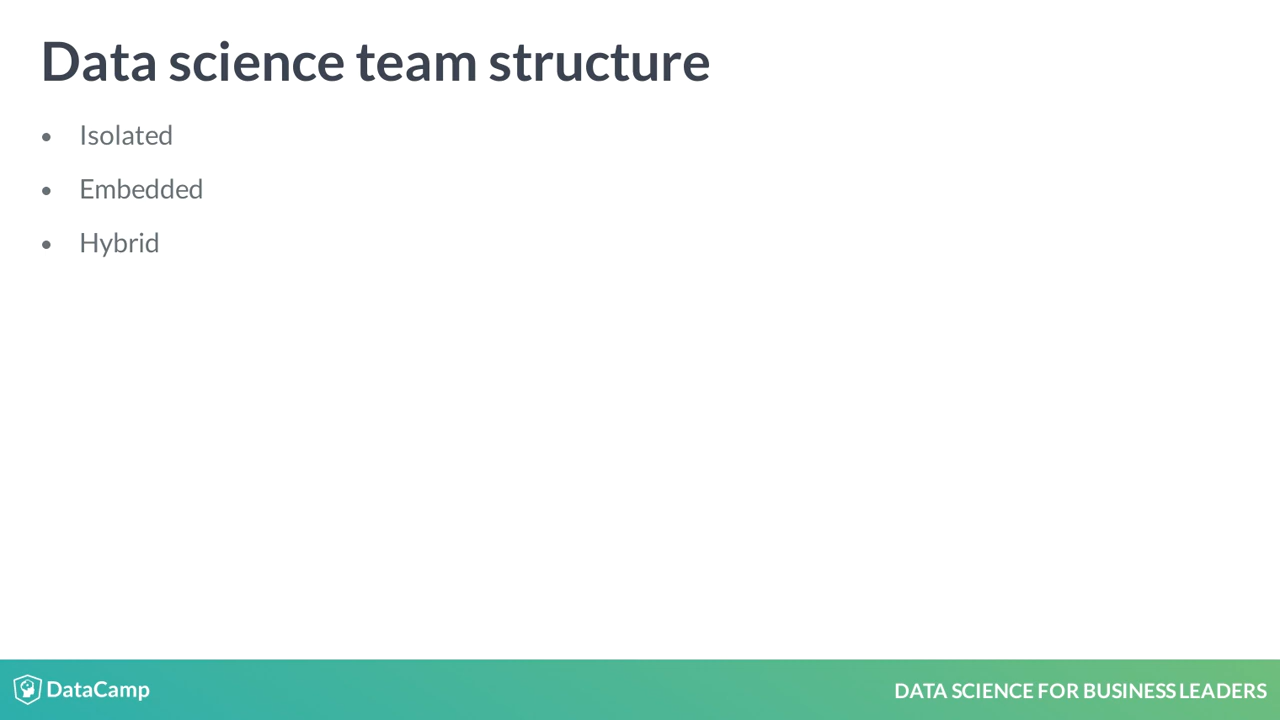 Data science team structure
• Isolated
• Embedded
• Hybrid
DataCamp
DATA SCIENCE FOR BUSINESS LEADERS